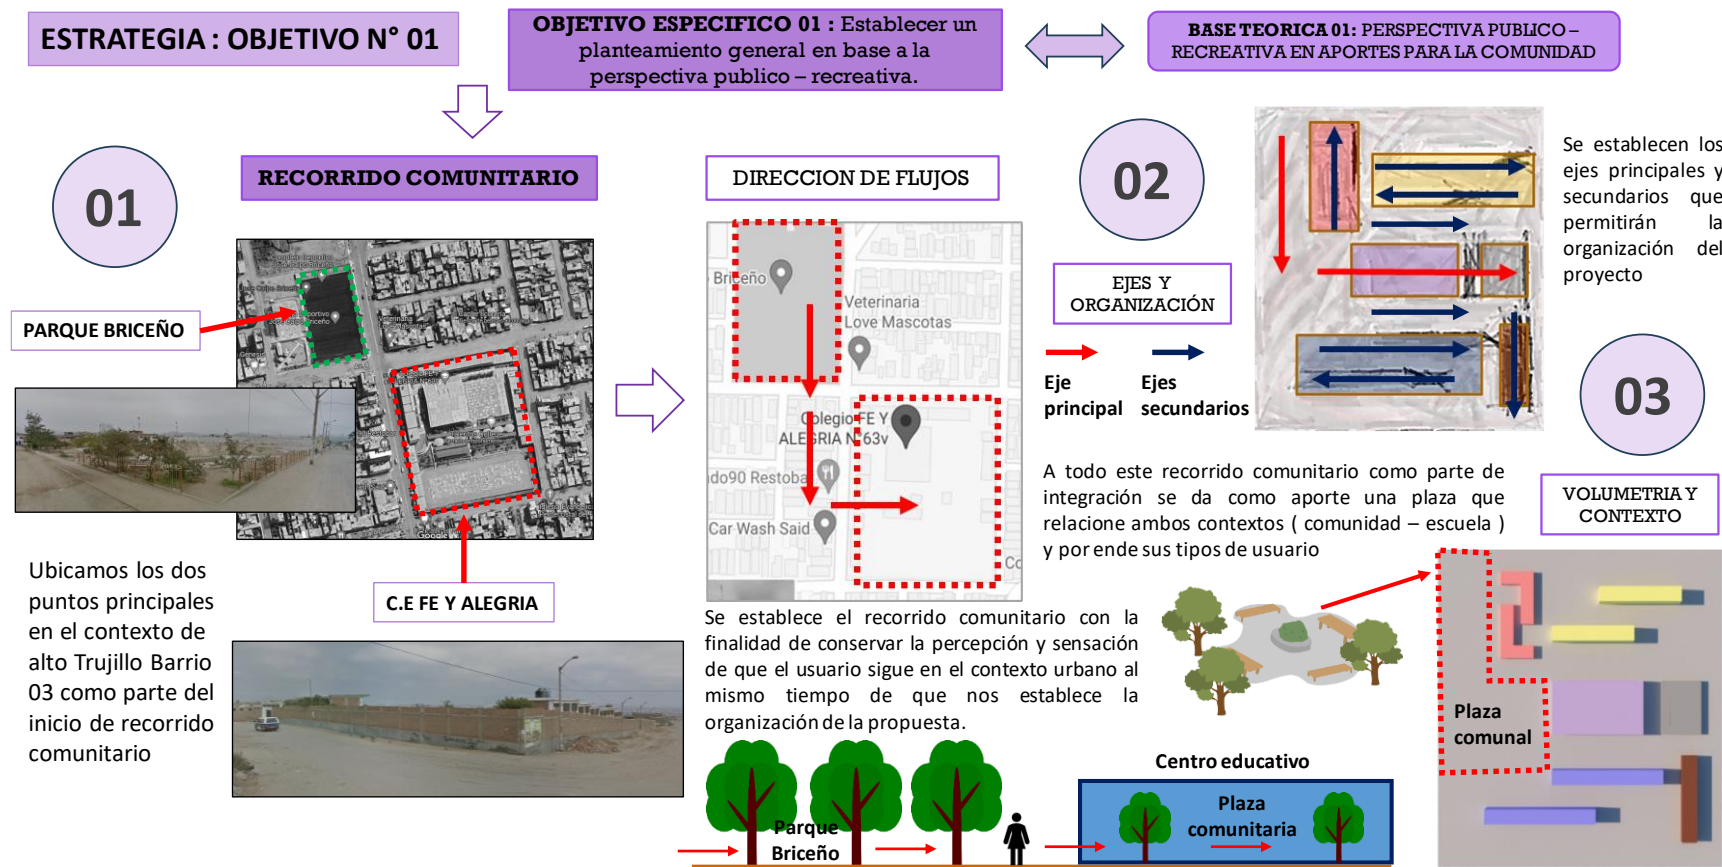 ESTRATEGIA : OBJETIVO N° 01
OBJETIVO ESPECIFICO 01 : Establecer un
planteamiento general en base a la
perspectiva publico – recreativa.
BASE TEORICA 01: PERSPECTIVA PUBLICO –
RECREATIVA EN APORTES PARA LA COMUNIDAD
01
RECORRIDO COMUNITARIO
PARQUE BRICEÑO
C.E FE Y ALEGRIA
Ubicamos los dos
puntos principales
en el contexto de
alto Trujillo Barrio
03 como parte del
inicio de recorrido
comunitario
DIRECCION DE FLUJOS
Briceño
Veterinaria
Love Mascotas
Colegio FE Y
ALEGRIA N°63v
ndo90 Restoba
Car Wash Said
Co
Se establece el recorrido comunitario con la
finalidad de conservar la percepción y sensación
de que el usuario sigue en el contexto urbano al
mismo tiempo de que nos establece la
organización de la propuesta.
Parque
Briceño
Centro educativo
Plaza
comunitaria
02
EJES Y
ORGANIZACIÓN
Eje
principal
Ejes
secundarios
Se establecen los
ejes principales y
secundarios que
permitirán la
organización del
proyecto
A todo este recorrido comunitario como parte de
integración se da como aporte una plaza que
relacione ambos contextos ( comunidad – escuela )
y por ende sus tipos de usuario
03
VOLUMETRIA Y
CONTEXTO
Plaza
comunal